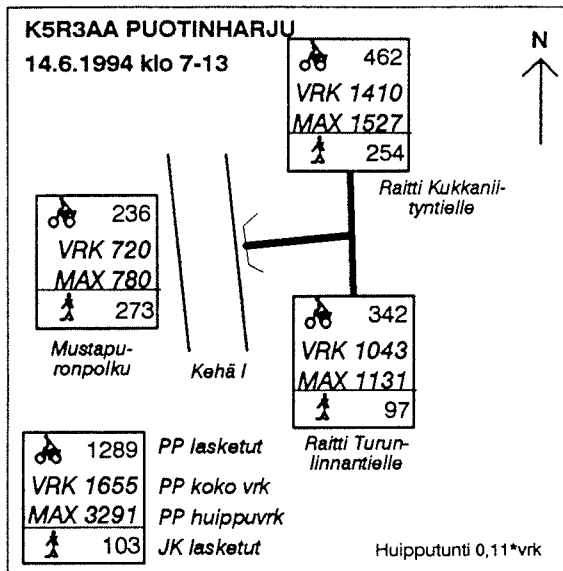 K5R3AA PUOTINHARJU
14.6.1994 klo 7-13
N
462
VRK 1410
MAX 1527
254
Raitti Kukkanii-
tyntielle
236
VRK 720
MAX 780
273
Mustapu-
ronpolku
Kehä I
342
VRK 1043
MAX 1131
97
Raitti Turun-
linnantielle
1289 PP lasketut
VRK 1655 PP koko vrk
MAX 3291 PP huippuvrk
103 JK lasketut
Huipputunti 0,11*vrk